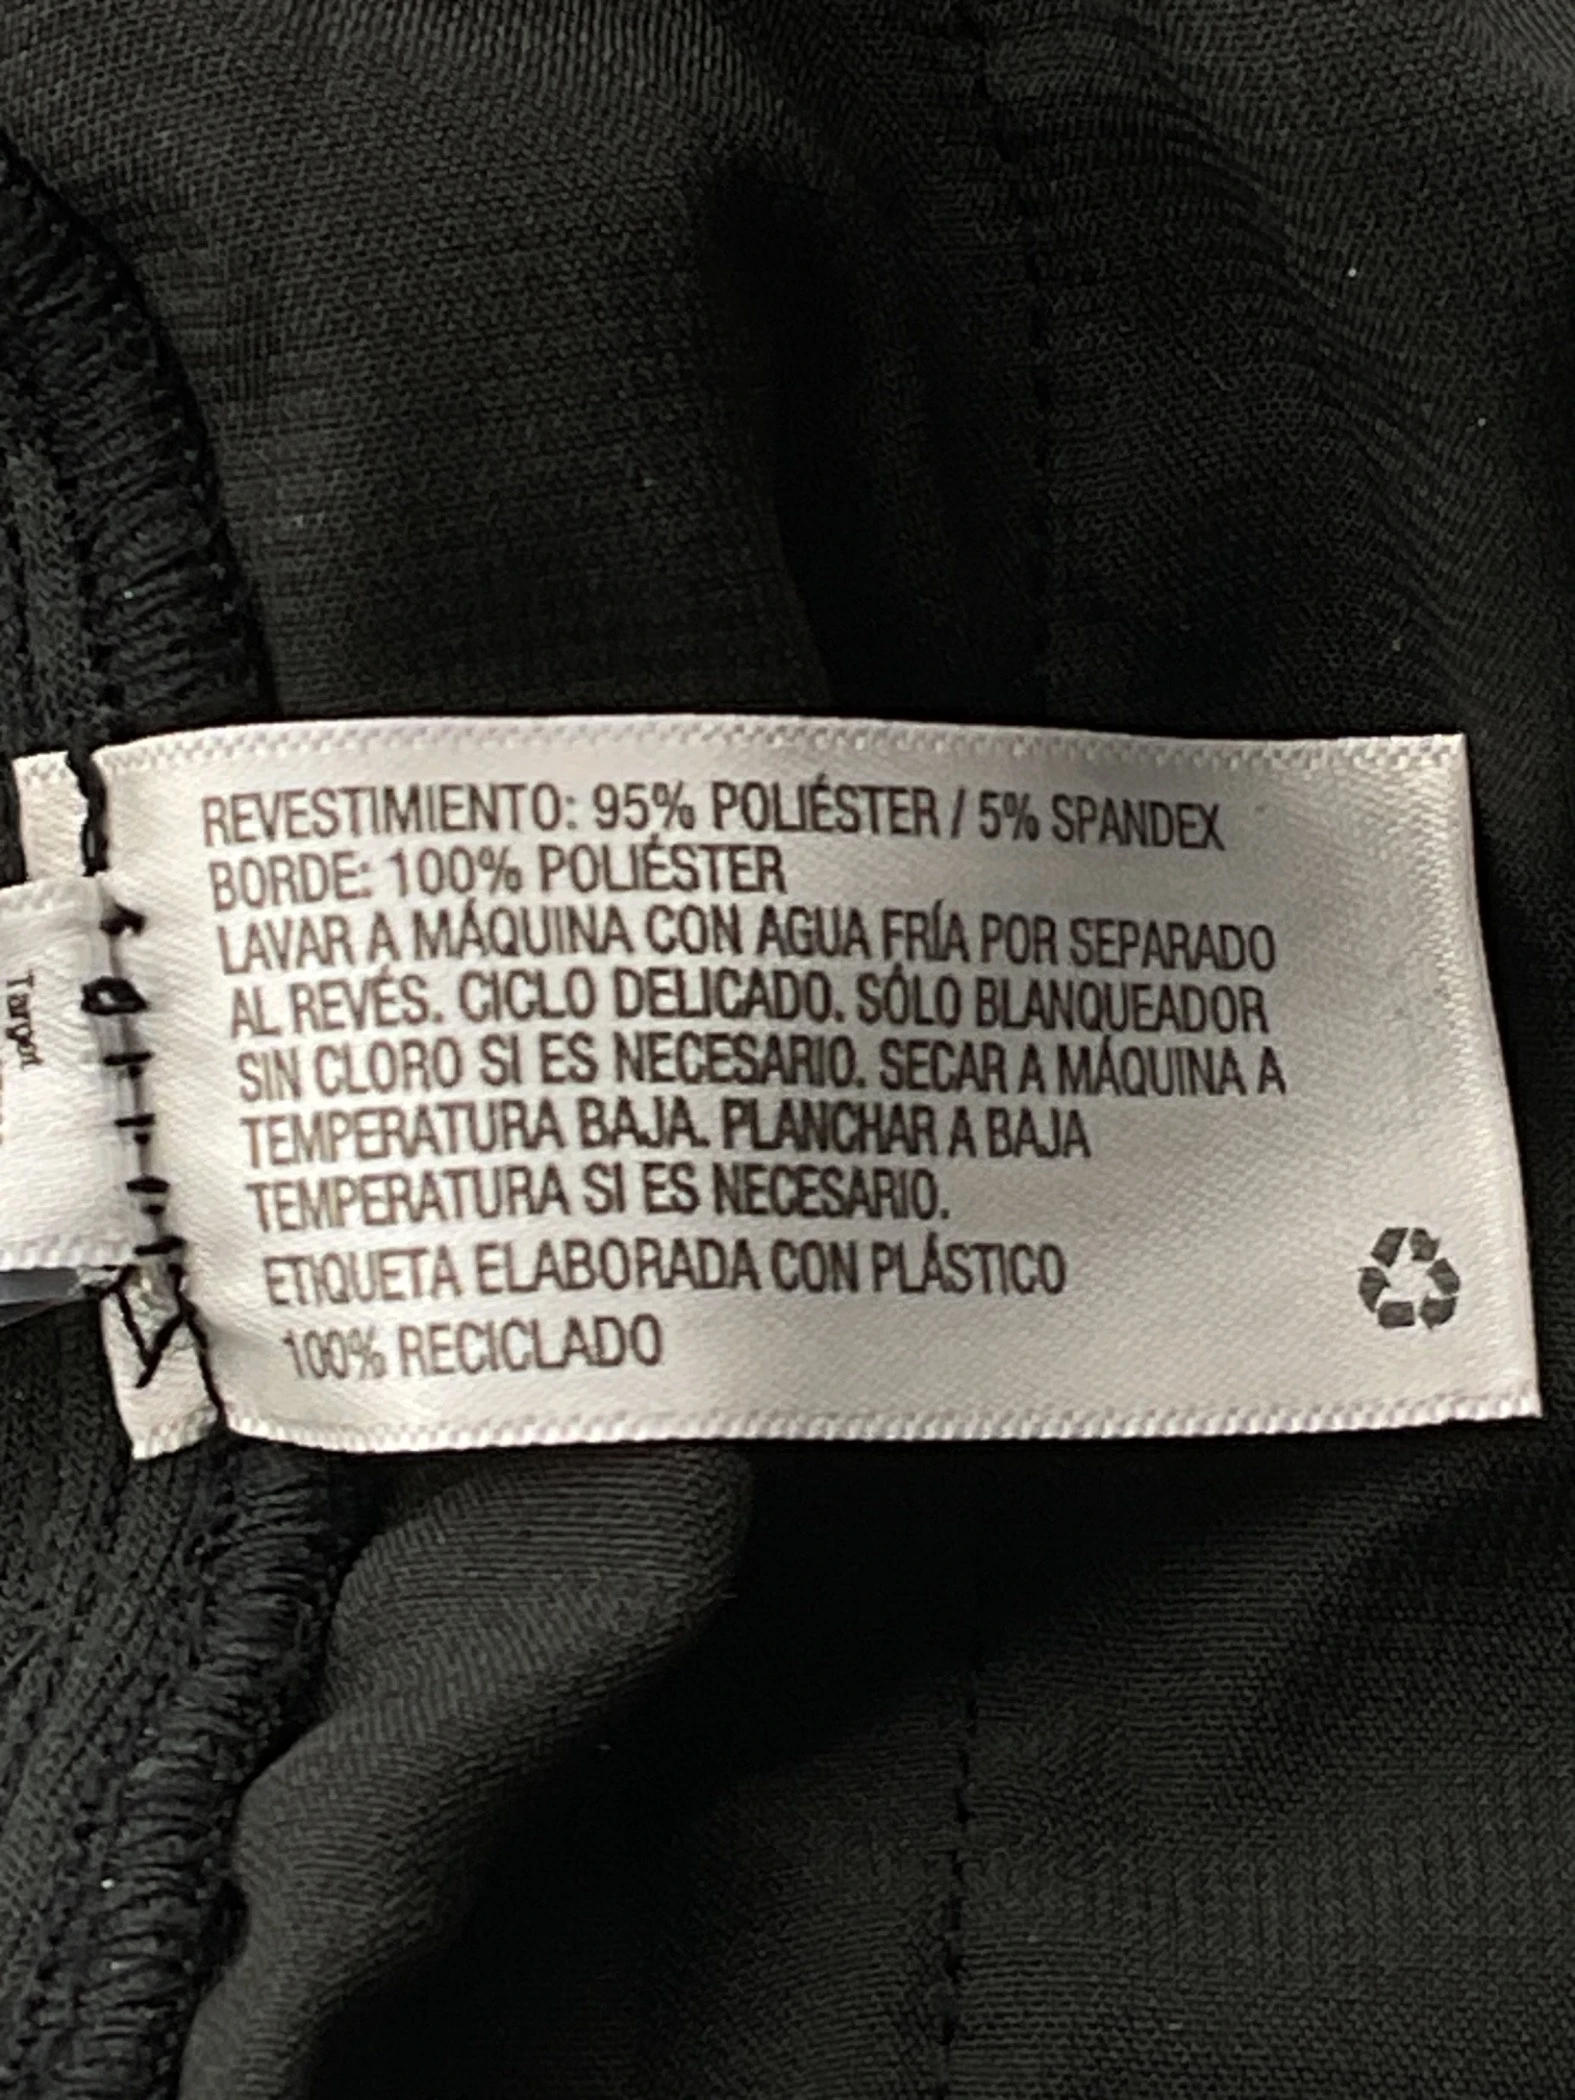 REVESTIMIENTO: 95% POLIÉSTER / 5% SPANDEX
BORDE: 100% POLIÉSTER
LAVAR A MÁQUINA CON AGUA FRÍA POR SEPARADO
AL REVÉS. CICLO DELICADO. SÓLO BLANQUEADOR
SIN CLORO SI ES NECESARIO. SECAR A MÁQUINA A
TEMPERATURA BAJA. PLANCHAR A BAJA
TEMPERATURA SI ES NECESARIO.
ETIQUETA ELABORADA CON PLÁSTICO
100% RECICLADO
Target